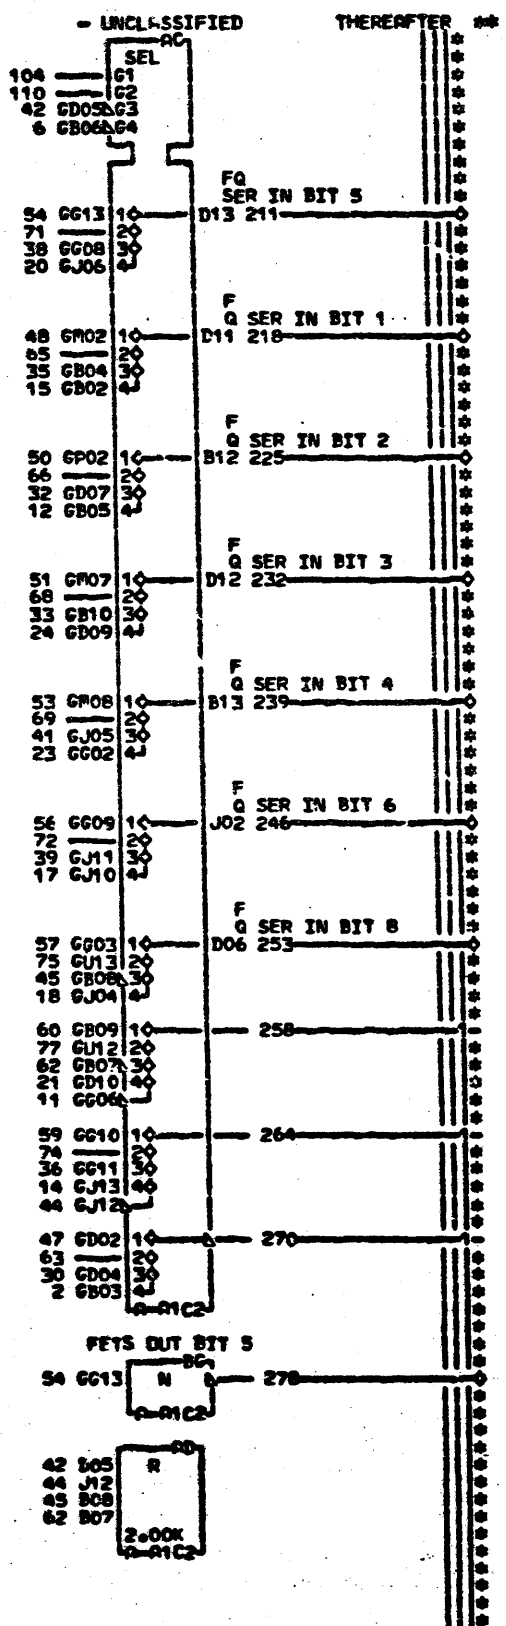 - UNCLASSIFIED THEREAFTER **
AC
SEL
104 G1
110 G2
42 GD05 G3
6 GB06 G4
FQ
SER IN BIT 5
54 GG13 1 D13 211
71 2
38 GG08 3
20 GJ06 4
F
Q SER IN BIT 1
48 GM02 1 D11 218
65 2
35 GB04 3
15 GB02 4
F
Q SER IN BIT 2
50 GP02 1 B12 225
66 2
32 GD07 3
12 GB05 4
F
Q SER IN BIT 3
51 GM07 1 D12 232
68 2
33 GB10 3
24 GD09 4
F
Q SER IN BIT 4
53 GM08 1 B13 239
69 2
41 GJ05 3
23 GG02 4
F
Q SER IN BIT 6
56 GG09 1 J02 246
72 2
39 GJ11 3
17 GJ10 4
F
Q SER IN BIT 8
57 GG03 1 D06 253
75 GU13 2
45 GB08 3
18 GJ04 4
60 GB09 1 258
77 GU12 2
62 GB07 3
21 GD10 4
11 GG06
59 GG10 1 264
74 2
36 GG11 3
14 GJ13 4
44 GJ12
47 GD02 1 270
63 2
30 GD04 3
2 GB03 4
A-A1C2
FETS OUT BIT 5
BG
54 GG13 N 278
A-A1C2
AD
42 D05 R
44 J12
45 B08
62 B07
2.00K
A-A1C2